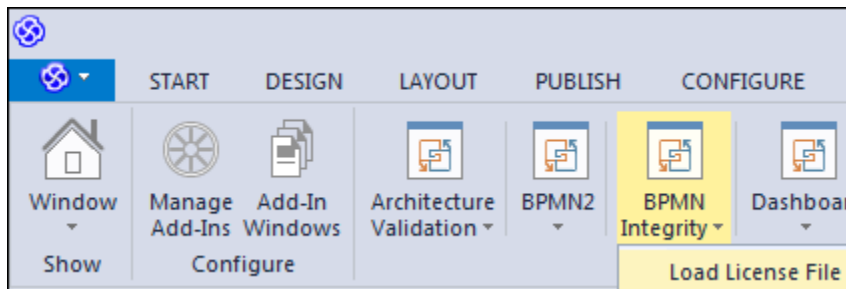 START DESIGN LAYOUT PUBLISH CONFIGURE
Window Manage Add-In Architecture BPMN2 BPMN Dashboar
Add-Ins Windows Validation Integrity
Show Configure
Load License File